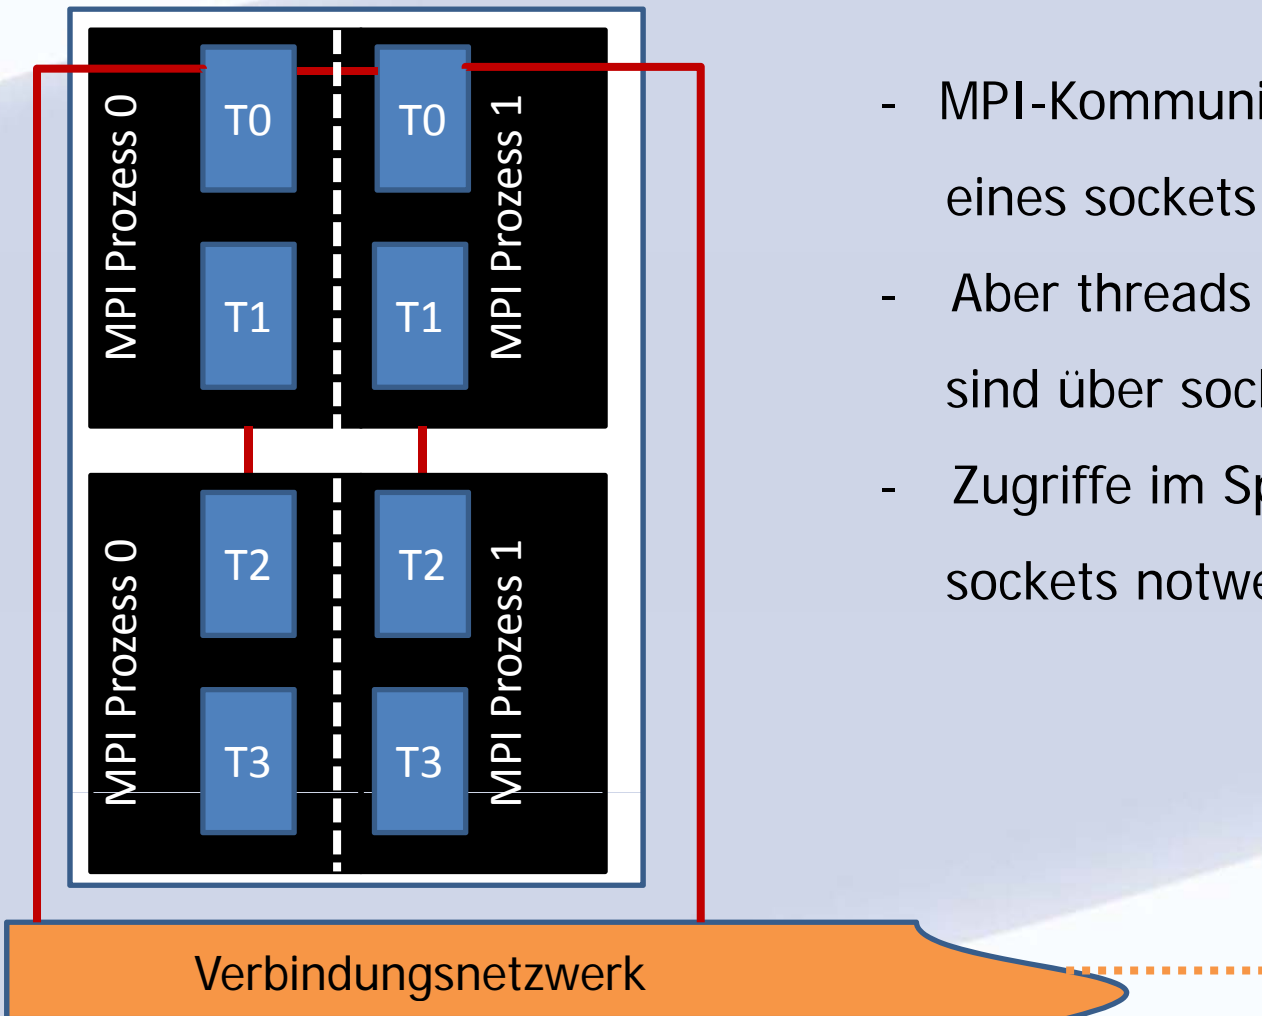 MPI Prozess 0
T0
T0
MPI Prozess 1
T1
T1
MPI Prozess 0
T2
T2
MPI Prozess 1
T3
T3
Verbindungsnetzwerk
- MPI-Kommuni
eines sockets
- Aber threads
sind über soc
- Zugriffe im Sp
sockets notwe